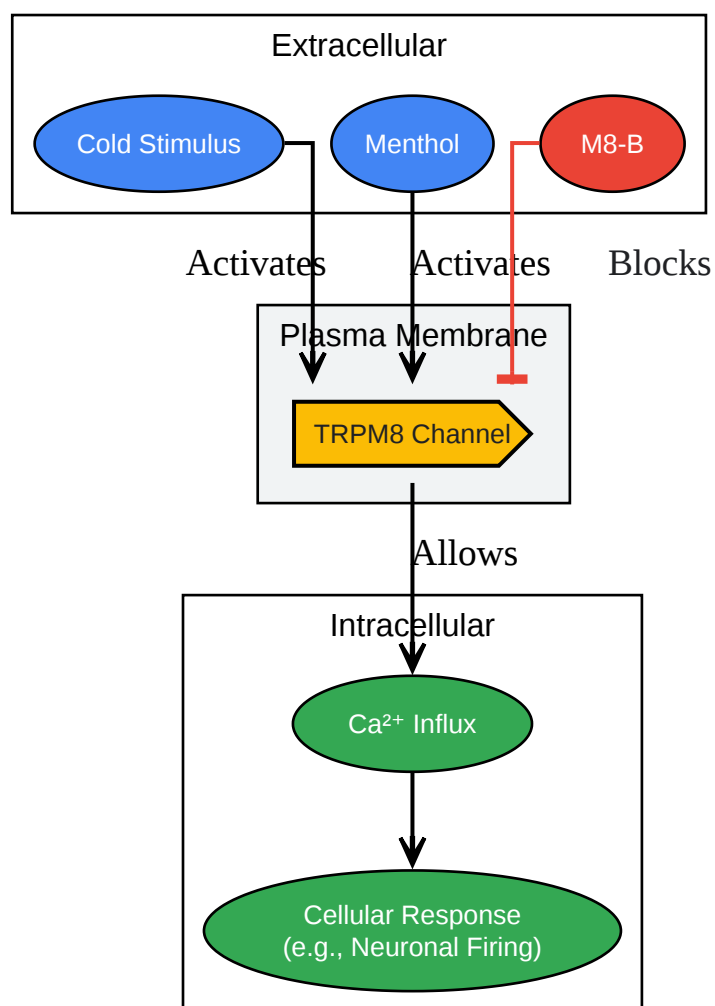 Extracellular
Cold Stimulus
Menthol
M8-B
Activates
Activates
Blocks
Plasma Membrane
TRPM8 Channel
Allows
Intracellular
Ca²⁺ Influx
Cellular Response
(e.g., Neuronal Firing)